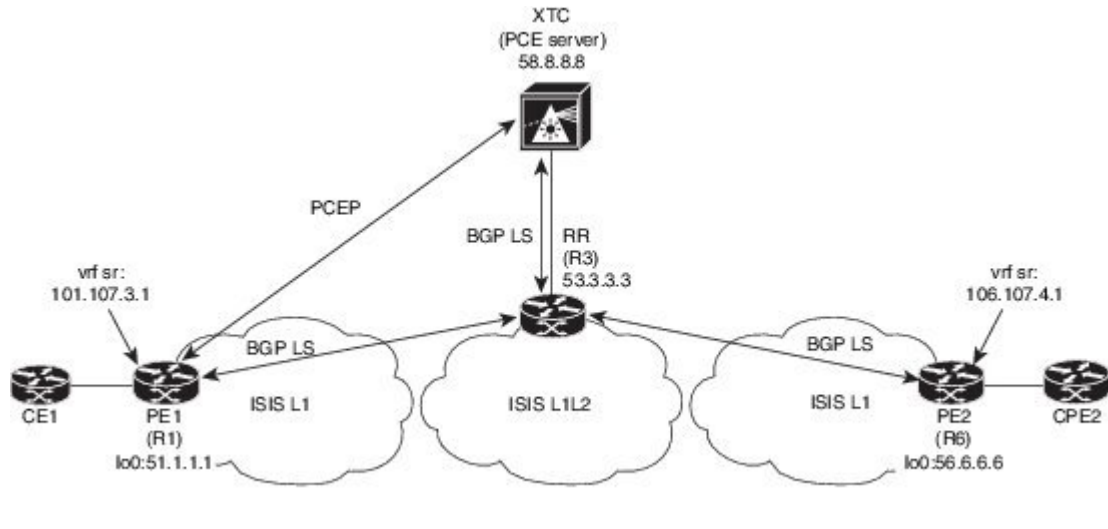 XTC
(PCE server)
58.8.8.8
PCEP
BGP LS
RR
(R3)
53.3.3.3
vrf sr:
101.107.3.1
vrf sr:
106.107.4.1
BGP LS
BGP LS
CE1
PE1
(R1)
lo0:51.1.1.1
ISIS L1
ISIS L1L2
ISIS L1
PE2
(R6)
lo0:56.6.6.6
CPE2